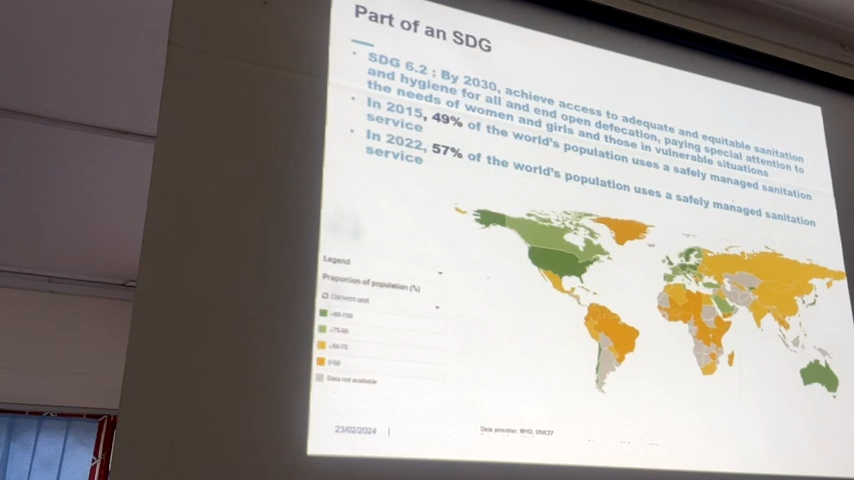 Part of an SDG
• SDG 6.2 ; By 2030, achieve access to adequate and equitable sanitation
and hygiene for all and end open defecation, paying special attention to
the needs of women and girls and those in vulnerable situations
• In 2015, 49% of the world's population uses a safely managed sanitation
service
• In 2022, 57% of the world's population uses a safely managed sanitation
service
Legend
Proportion of population (%)
Data not available
23/02/2024 |
Data provider: WHO, UNICEF